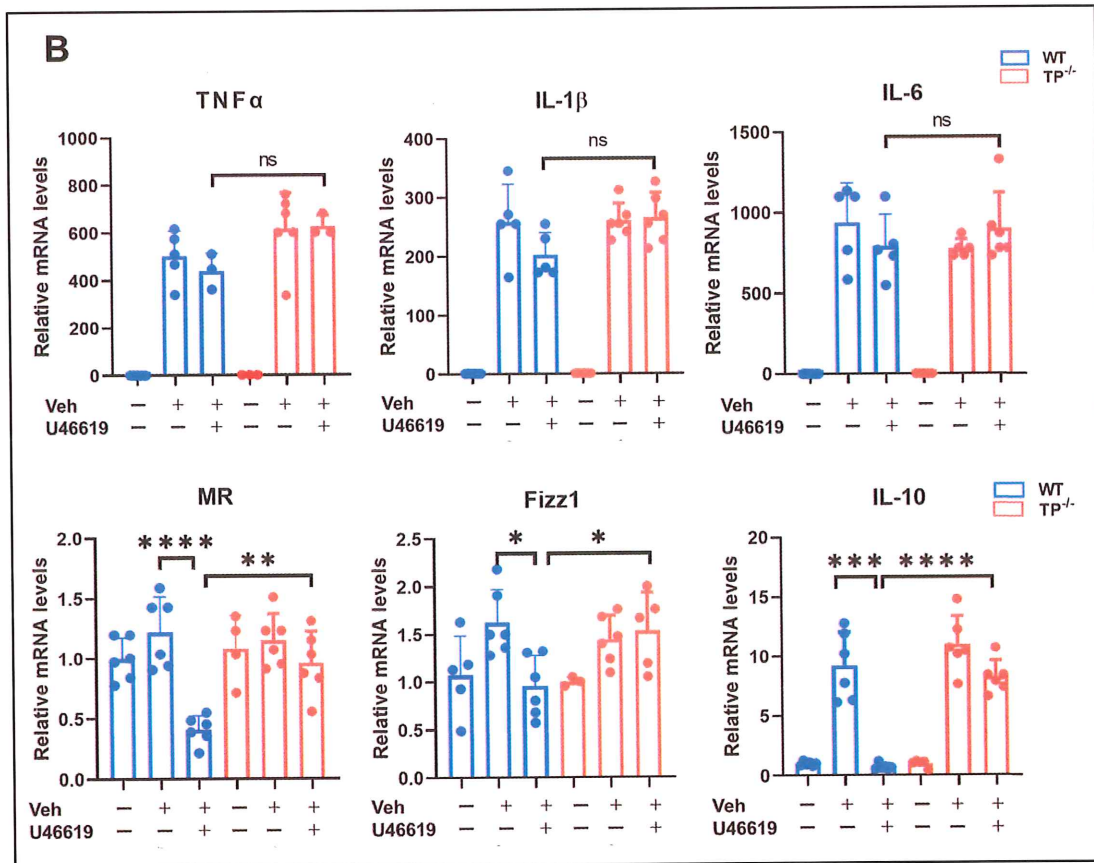 B
WT
TP-/-
TNFα
IL-1β
IL-6
Relative mRNA levels
1000
800
600
400
200
0
ns
Relative mRNA levels
400
300
200
100
0
ns
Relative mRNA levels
1500
1000
500
0
ns
Veh − + + − + +
U46619 − − + − − +
Veh − + + − + +
U46619 − − + − − +
Veh − + + − + +
U46619 − − + − − +
MR
Fizz1
IL-10
WT
TP-/-
Relative mRNA levels
2.0
1.5
1.0
0.5
0.0
****
**
Relative mRNA levels
2.5
2.0
1.5
1.0
0.5
0.0
*
*
Relative mRNA levels
20
15
10
5
0
***
****
Veh − + + − + +
U46619 − − + − − +
Veh − + + − + +
U46619 − − + − − +
Veh − + + − + +
U46619 − − + − − +